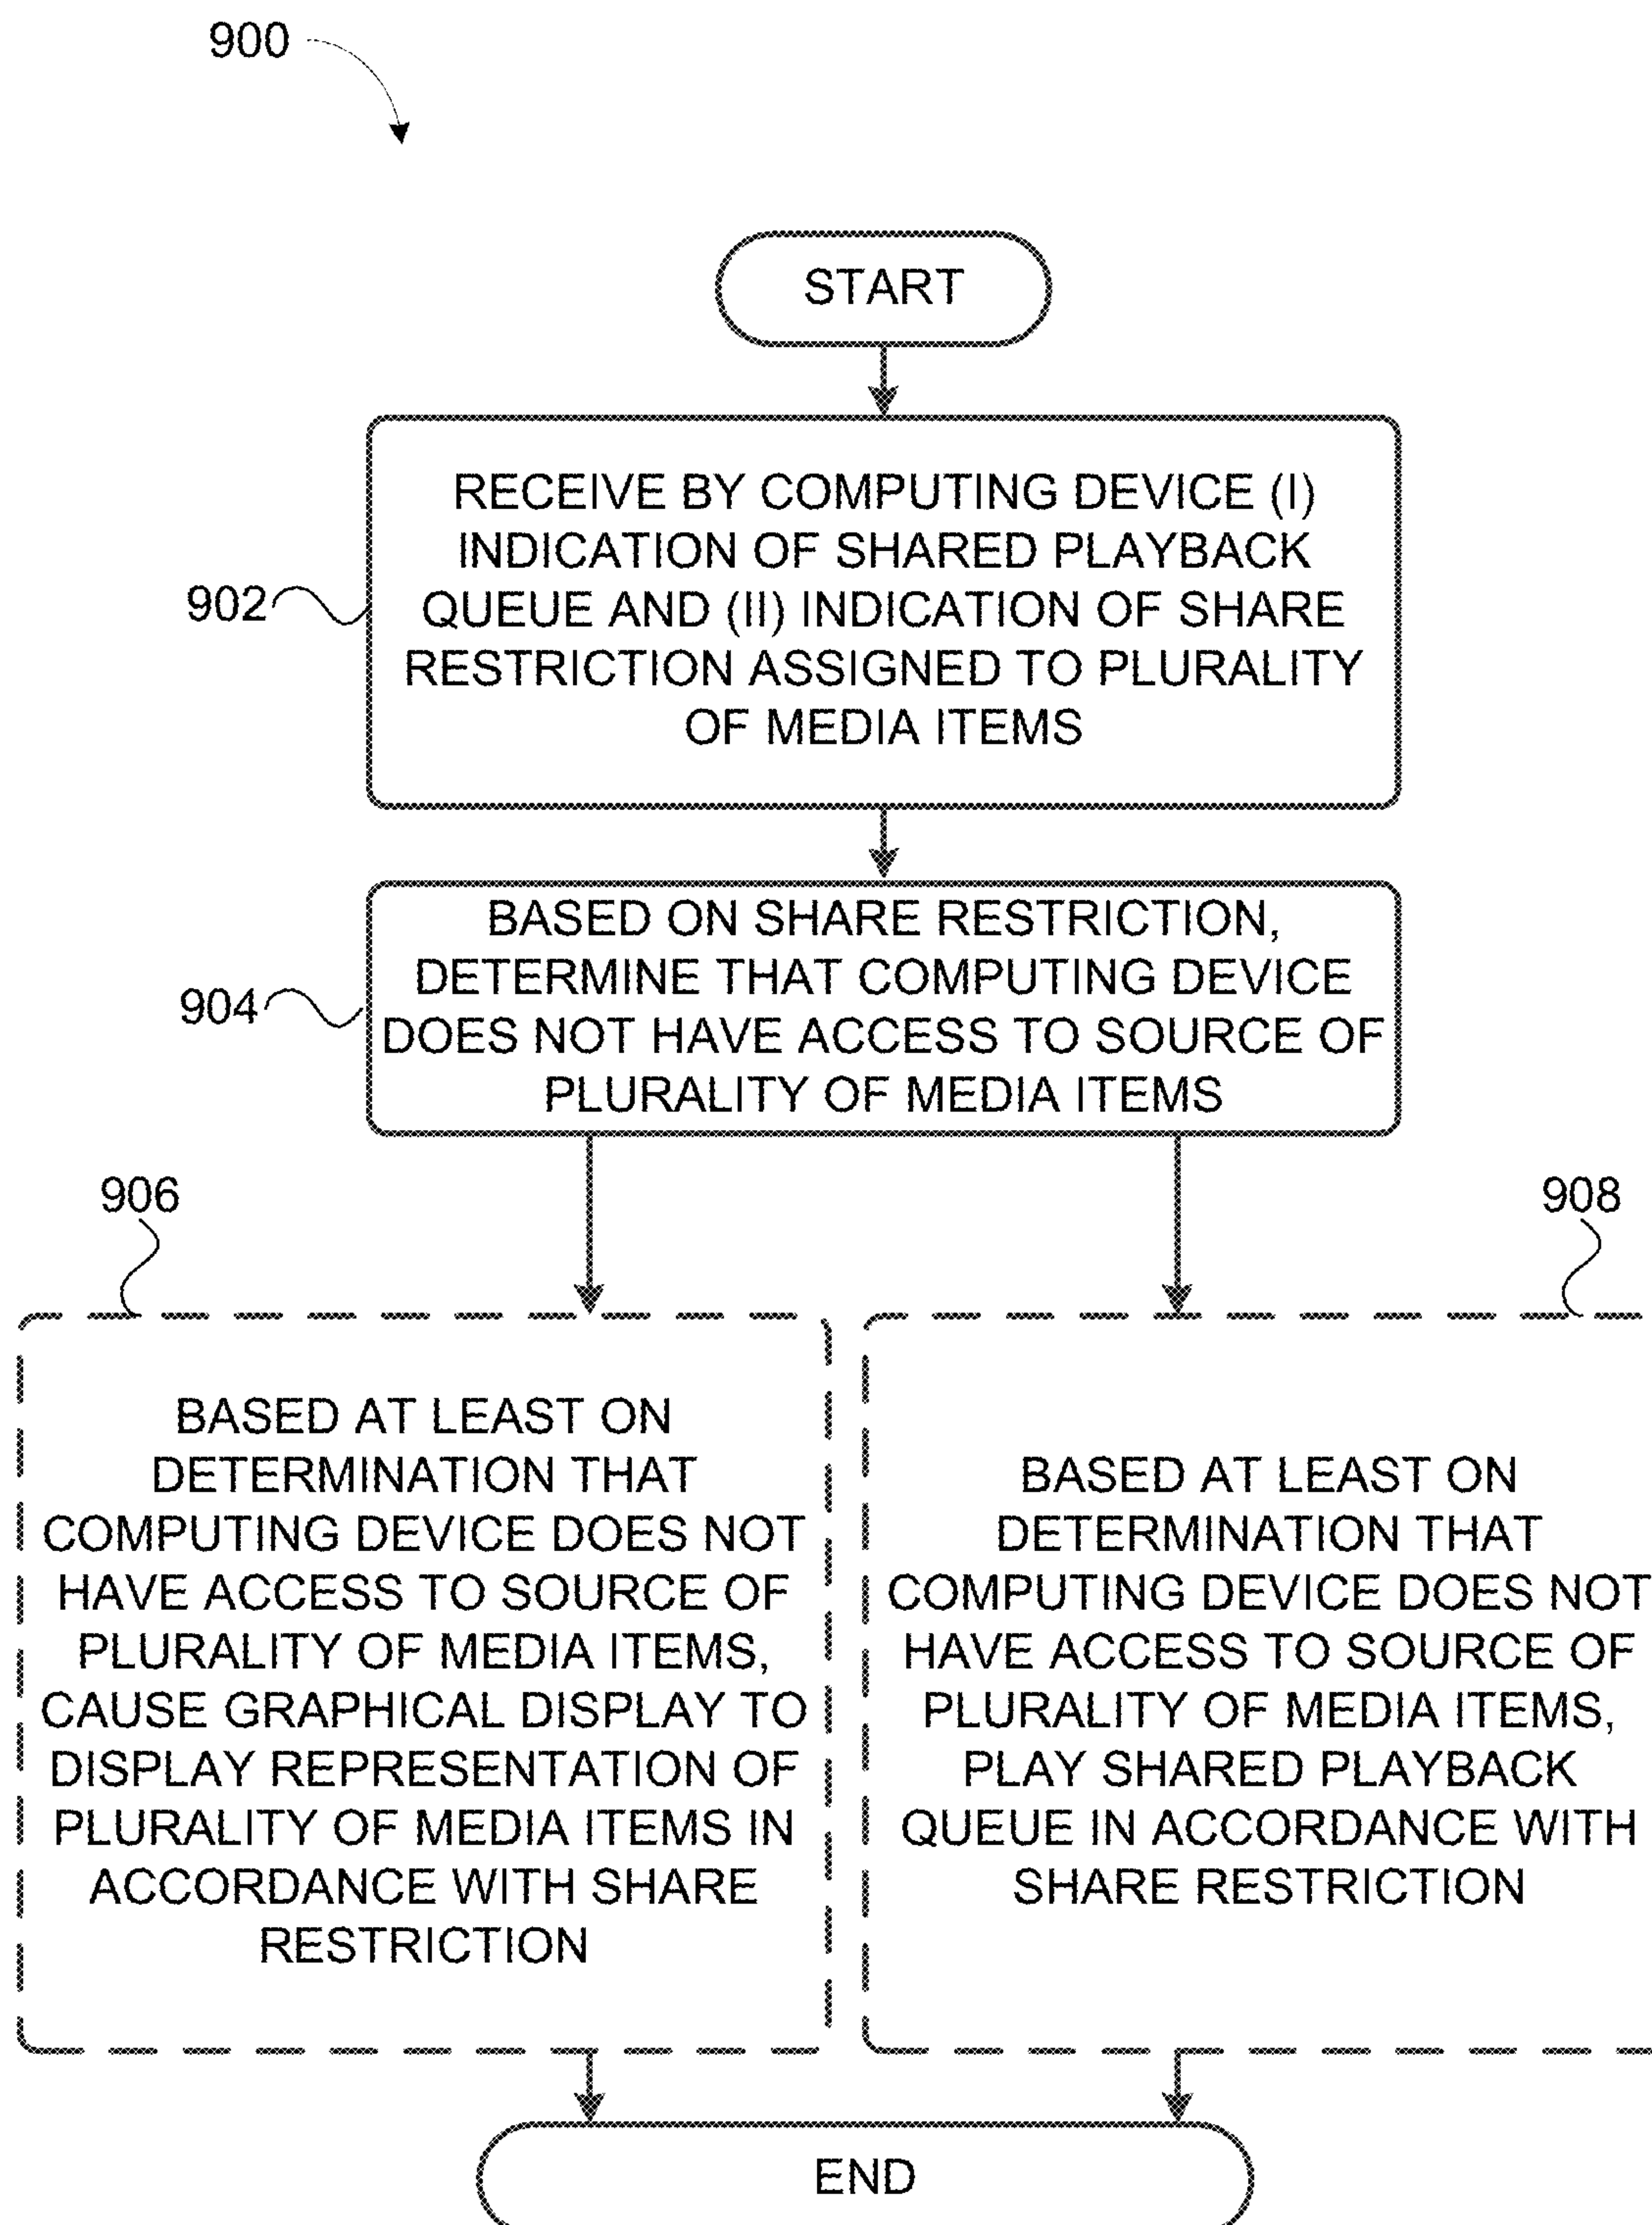 900
START
902
RECEIVE BY COMPUTING DEVICE (I)
INDICATION OF SHARED PLAYBACK
QUEUE AND (II) INDICATION OF SHARE
RESTRICTION ASSIGNED TO PLURALITY
OF MEDIA ITEMS
904
BASED ON SHARE RESTRICTION,
DETERMINE THAT COMPUTING DEVICE
DOES NOT HAVE ACCESS TO SOURCE OF
PLURALITY OF MEDIA ITEMS
906
BASED AT LEAST ON
DETERMINATION THAT
COMPUTING DEVICE DOES NOT
HAVE ACCESS TO SOURCE OF
PLURALITY OF MEDIA ITEMS,
CAUSE GRAPHICAL DISPLAY TO
DISPLAY REPRESENTATION OF
PLURALITY OF MEDIA ITEMS IN
ACCORDANCE WITH SHARE
RESTRICTION
908
BASED AT LEAST ON
DETERMINATION THAT
COMPUTING DEVICE DOES NOT
HAVE ACCESS TO SOURCE OF
PLURALITY OF MEDIA ITEMS,
PLAY SHARED PLAYBACK
QUEUE IN ACCORDANCE WITH
SHARE RESTRICTION
END